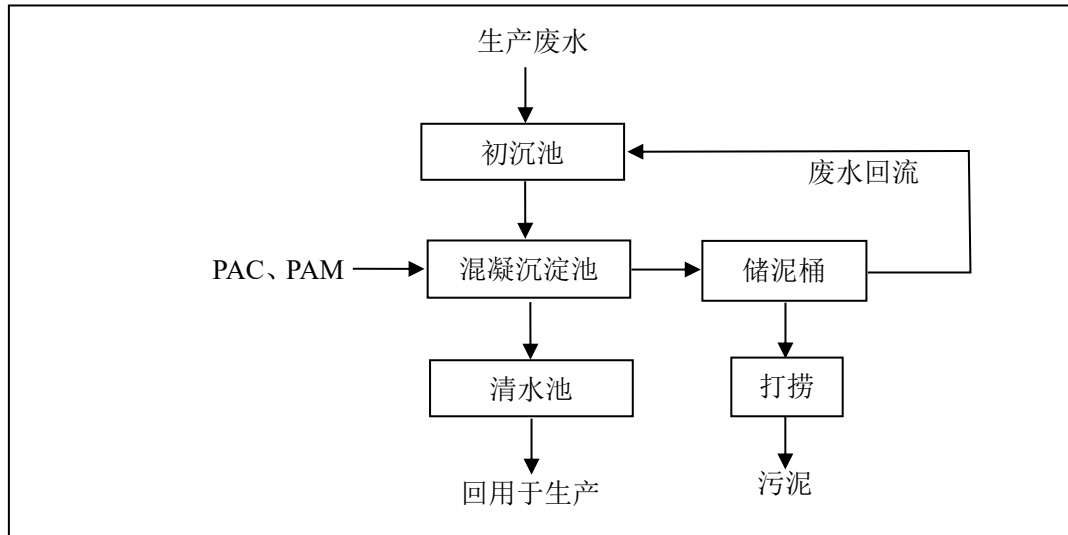 生产废水
初沉池
废水回流
PAC、PAM
混凝沉淀池
储泥桶
清水池
打捞
回用于生产
污泥